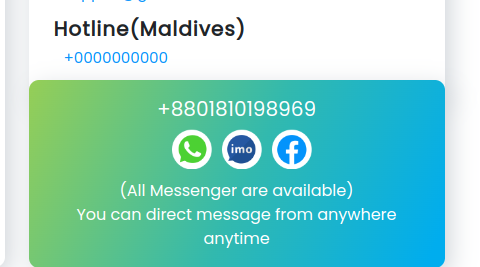 Hotline(Maldives)
+0000000000
+8801810198969
imo
(All Messenger are available)
You can direct message from anywhere
anytime